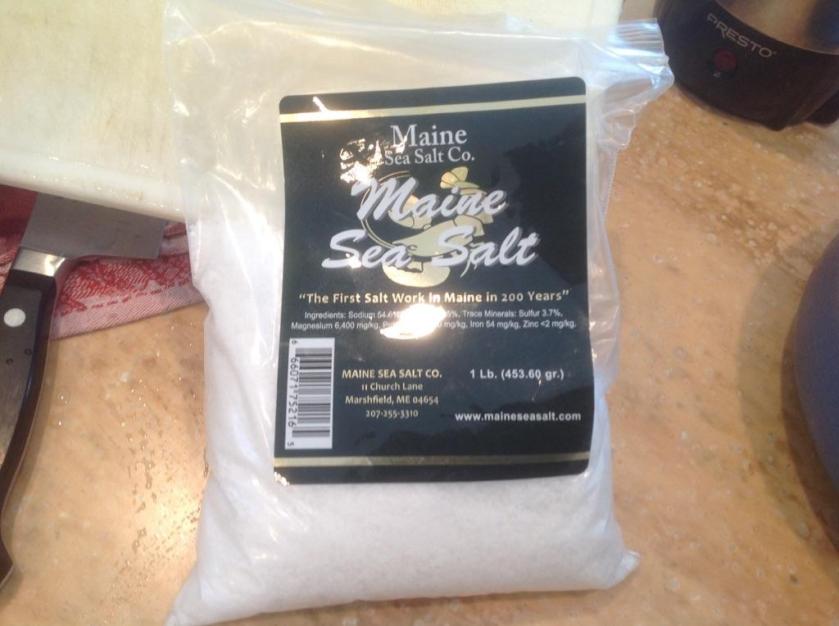 PRESTO
Maine
Sea Salt Co.
Maine
Sea Salt
“The First Salt Work In Maine in 200 Years”
Ingredients: Sodium Trace Minerals: Sulfur 3.7%,
Magnesium 6,400 mg/kg, mg/kg, Iron 54 mg/kg, Zinc <2 mg/kg.
MAINE SEA SALT CO.
11 Church Lane
Marshfield, ME 04654
207-255-3310
1 Lb. (453.60 gr.)
www.maineseasalt.com